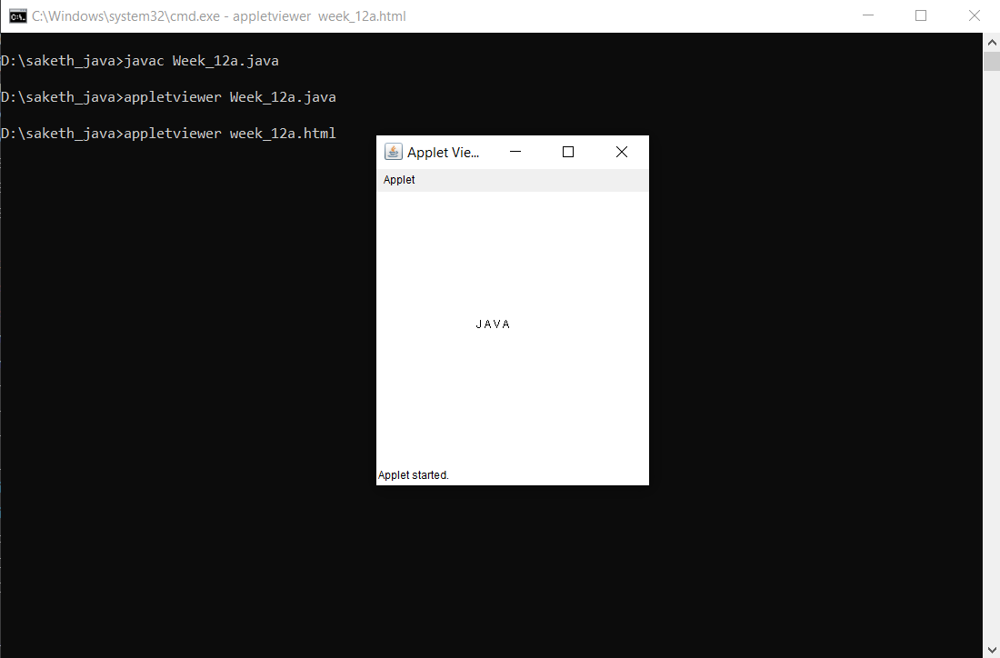 C:\Windows\system32\cmd.exe - appletviewer  week_12a.html
D:\saketh_java>javac Week_12a.java
D:\saketh_java>appletviewer Week_12a.java
D:\saketh_java>appletviewer week_12a.html
Applet Vie...
Applet
J A V A
Applet started.